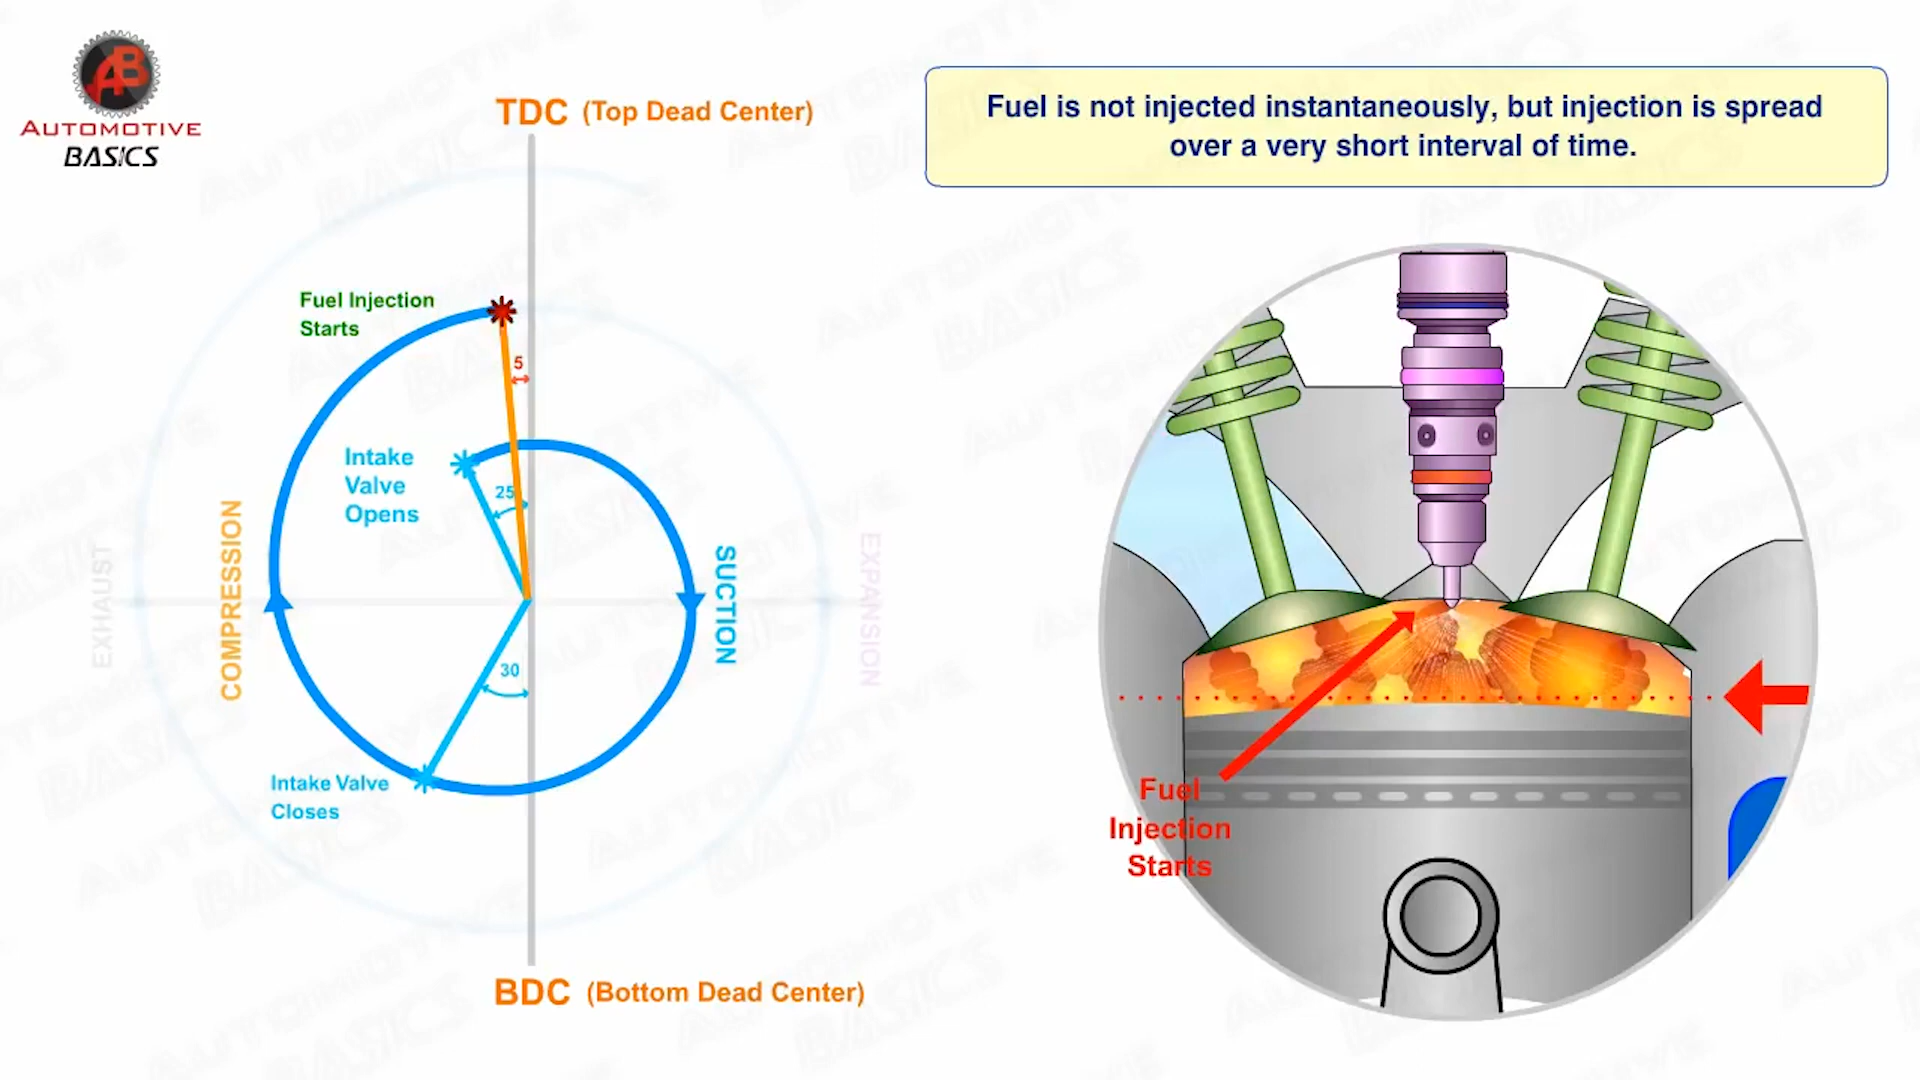 AB
AUTOMOTIVE
BASICS
TDC (Top Dead Center)
Fuel is not injected instantaneously, but injection is spread
over a very short interval of time.
Fuel Injection
Starts
5
Intake
Valve
Opens
25
EXHAUST
COMPRESSION
SUCTION
EXPANSION
30
Intake Valve
Closes
Fuel
Injection
Starts
BDC (Bottom Dead Center)